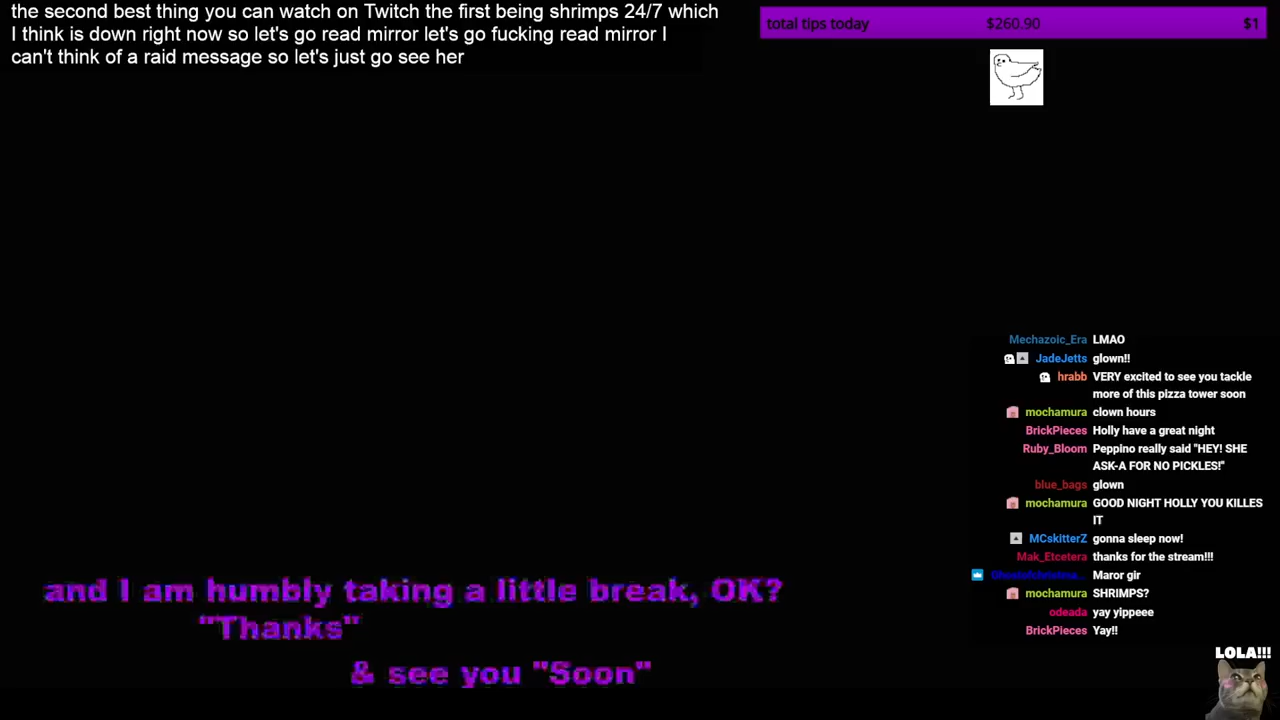 the second best thing you can watch on Twitch the first being shrimps 24/7 which
I think is down right now so let's go read mirror let's go fucking read mirror I
can't think of a raid message so let's just go see her
total tips today $260.90 $1
Mechazoic_Era LMAO
JadeJetts glown!!
hrabb VERY excited to see you tackle
more of this pizza tower soon
mochamura clown hours
BrickPieces Holly have a great night
Ruby_Bloom Peppino really said "HEY! SHE
ASK-A FOR NO PICKLES!"
blue_bags glown
mochamura GOOD NIGHT HOLLY YOU KILLES
IT
MCskitterZ gonna sleep now!
Mak_Etcetera thanks for the stream!!!
Maror gir
mochamura SHRIMPS?
odeada yay yippeee
BrickPieces Yay!!
and I am humbly taking a little break, OK?
"Thanks"
& see you "Soon"
LOLA!!!